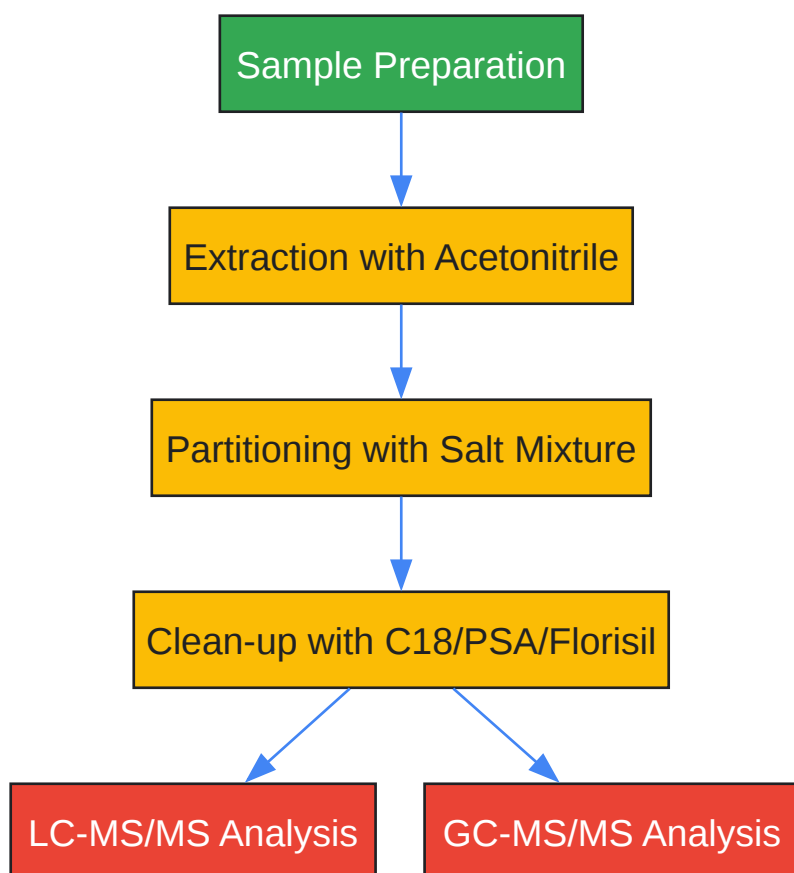 Sample Preparation
Extraction with Acetonitrile
Partitioning with Salt Mixture
Clean-up with C18/PSA/Florisil
LC-MS/MS Analysis
GC-MS/MS Analysis